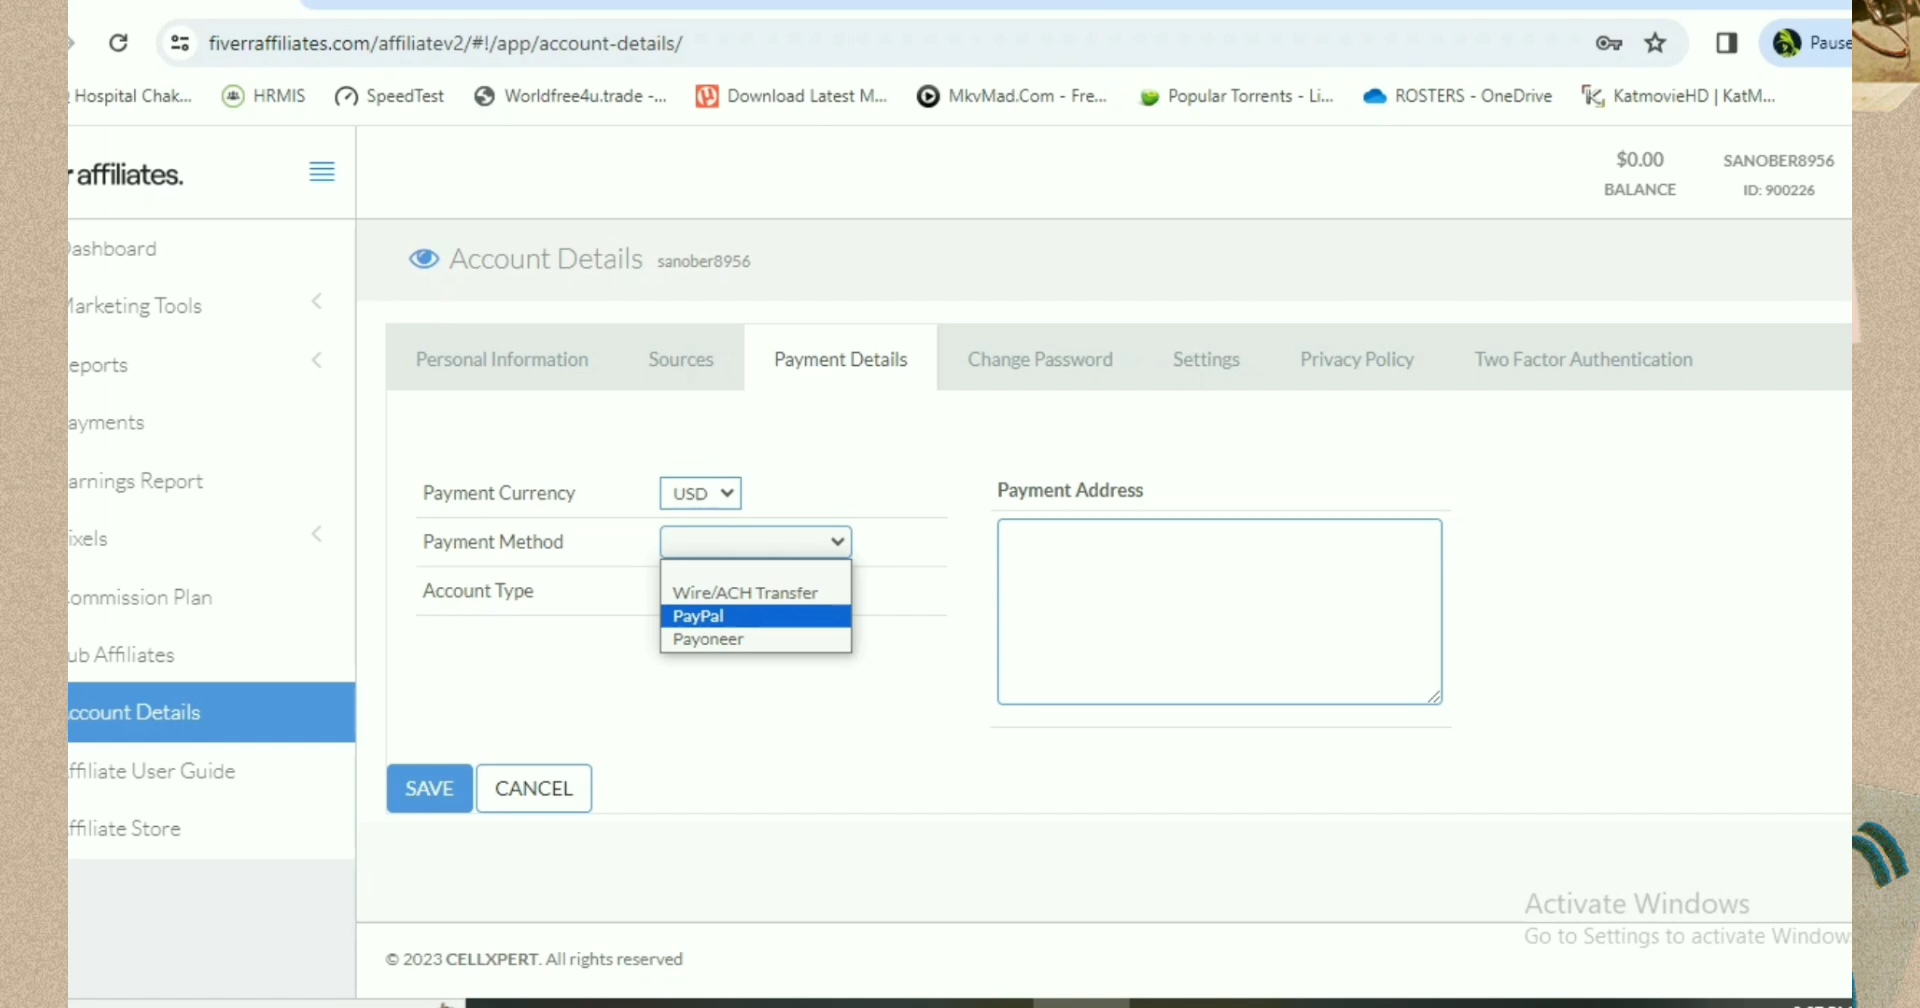 fiverraffiliates.com/affiliatev2/#!/app/account-details/
Pause
Hospital Chak...
HRMIS
SpeedTest
Worldfree4u.trade -...
Download Latest M...
MkvMad.Com - Fre...
Popular Torrents - Li...
ROSTERS - OneDrive
KatmovieHD | KatM...
r affiliates.
$0.00
BALANCE
SANOBER8956
ID: 900226
ashboard
arketing Tools
eports
ayments
arnings Report
ixels
ommission Plan
ub Affiliates
ccount Details
ffiliate User Guide
ffiliate Store
Account Details sanober8956
Personal Information
Sources
Payment Details
Change Password
Settings
Privacy Policy
Two Factor Authentication
Payment Currency
USD
Payment Method
Wire/ACH Transfer
PayPal
Payoneer
Account Type
Payment Address
SAVE
CANCEL
Activate Windows
Go to Settings to activate Window
© 2023 CELLXPERT. All rights reserved